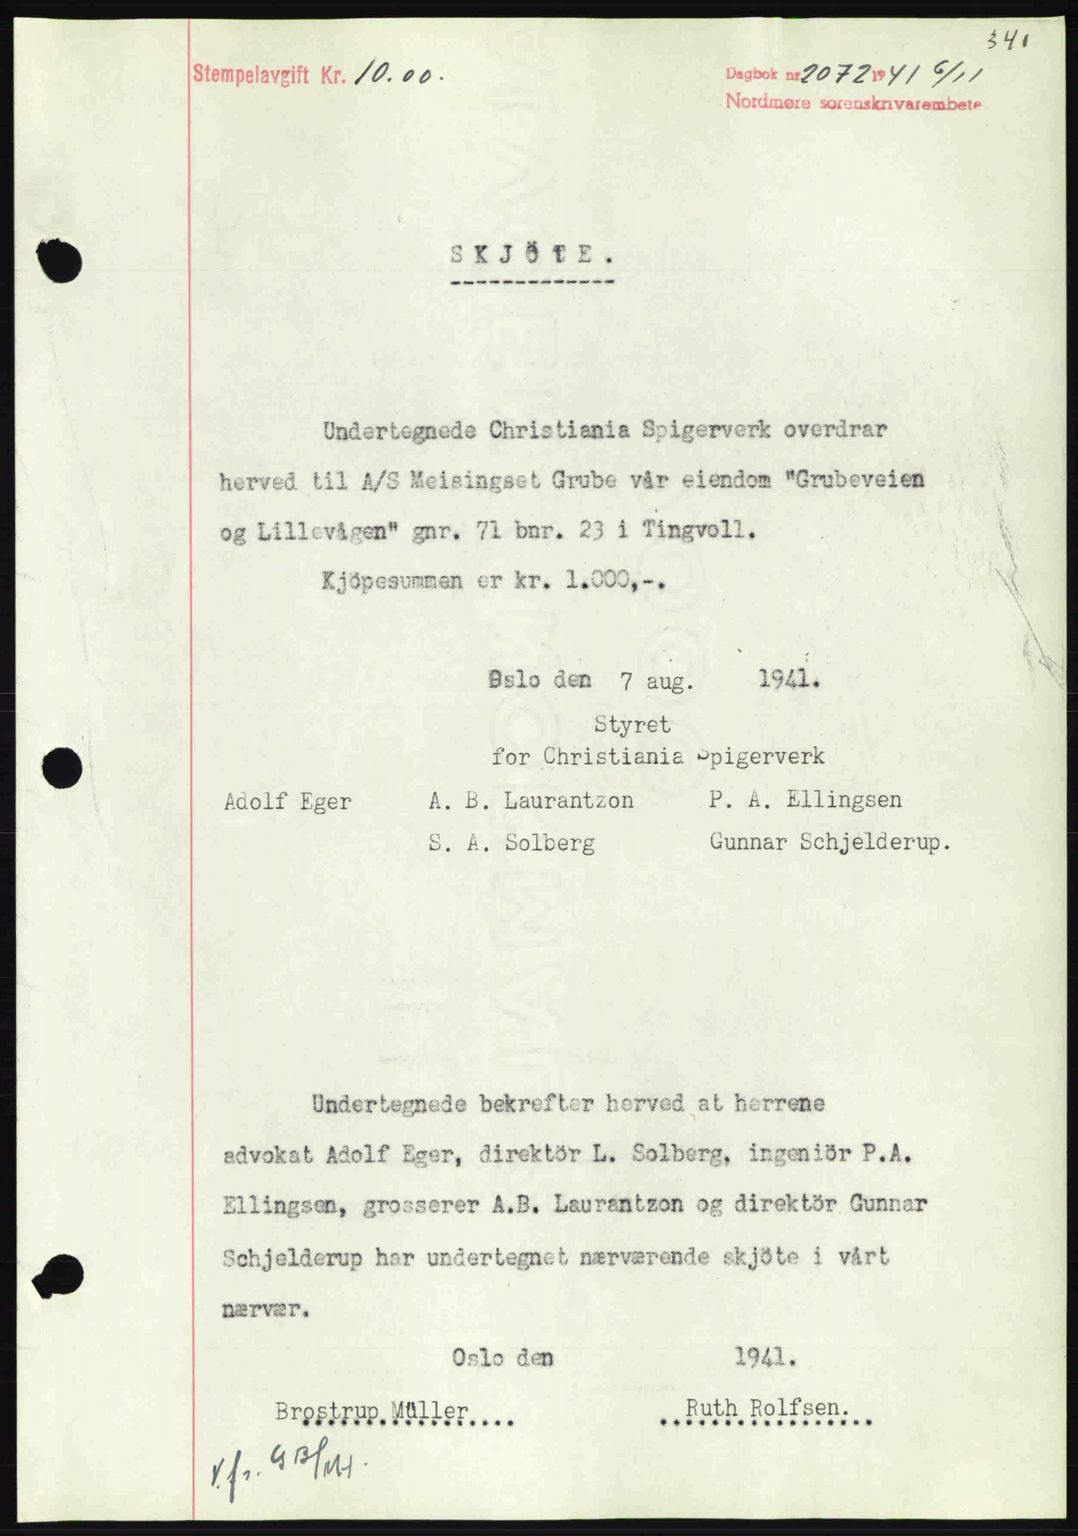 341
Stempelavgift Kr. 10.00.
Dagbok nr 2072 1941 6/11
Nordmøre sorenskrivarembete
SKJÖTE.
Undertegnede Christiania Spigerverk overdrar
herved til A/S Meisingset Grube vår eiendom "Grubeveien
og Lillevågen" gnr. 71 bnr. 23 i Tingvoll.
Kjöpesummen er kr. 1.000,-.
Oslo den 7 aug. 1941.
Styret
for Christiania Spigerverk
Adolf Eger A. B. Laurantzon P. A. Ellingsen
S. A. Solberg Gunnar Schjelderup.
Undertegnede bekrefter herved at herrene
advokat Adolf Eger, direktör L. Solberg, ingeniör P.A.
Ellingsen, grosserer A.B. Laurantzon og direktör Gunnar
Schjelderup har undertegnet nærværende skjöte i vårt
nærvær.
Oslo den 1941.
Brostrup Müller Ruth Rolfsen.